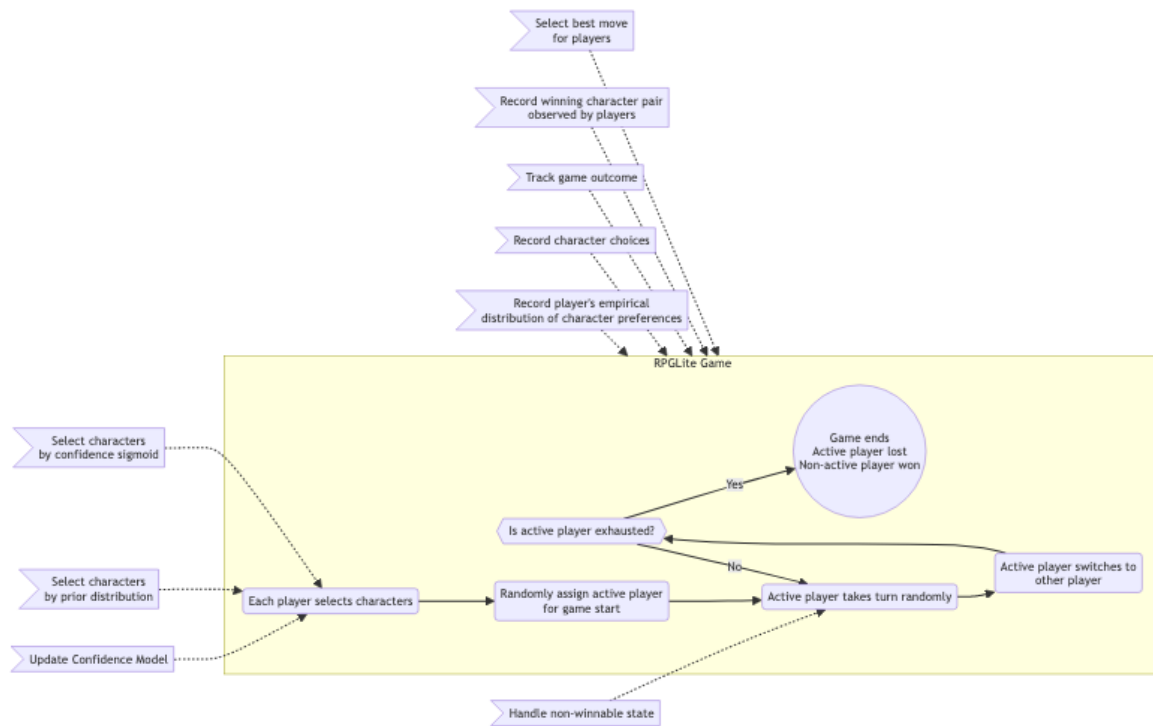 Select best move
for players
Record winning character pair
observed by players
Track game outcome
Record character choices
Record player's empirical
distribution of character preferences
RPGLite Game
Game ends
Active player lost
Non-active player won
Select characters
by confidence sigmoid
Yes
Is active player exhausted?
No
Active player switches to
other player
Select characters
by prior distribution
Each player selects characters
Randomly assign active player
for game start
Active player takes turn randomly
Update Confidence Model
Handle non-winnable state